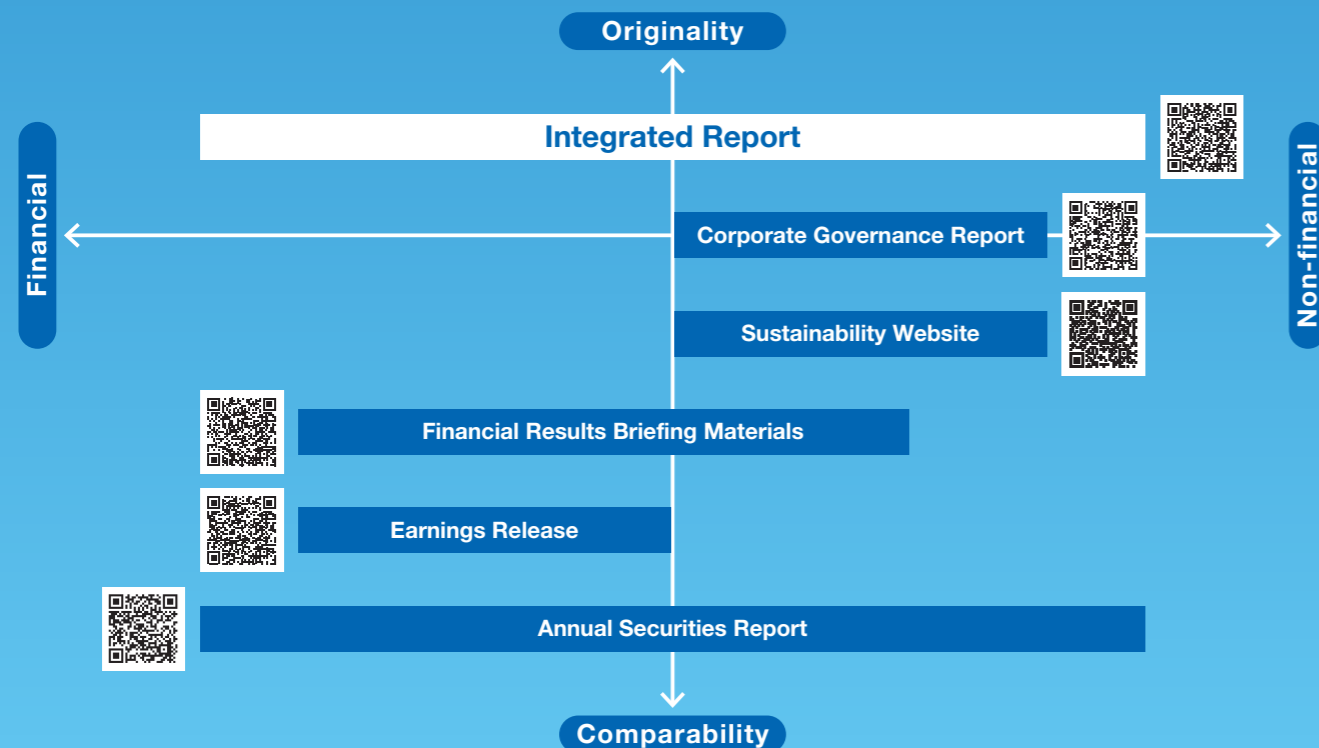 Originality
Integrated Report
Financial
Non-financial
Corporate Governance Report
Sustainability Website
Financial Results Briefing Materials
Earnings Release
Annual Securities Report
Comparability